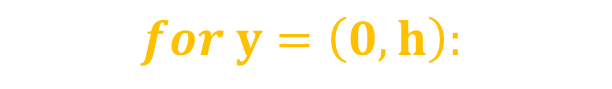 for y = (0, h):